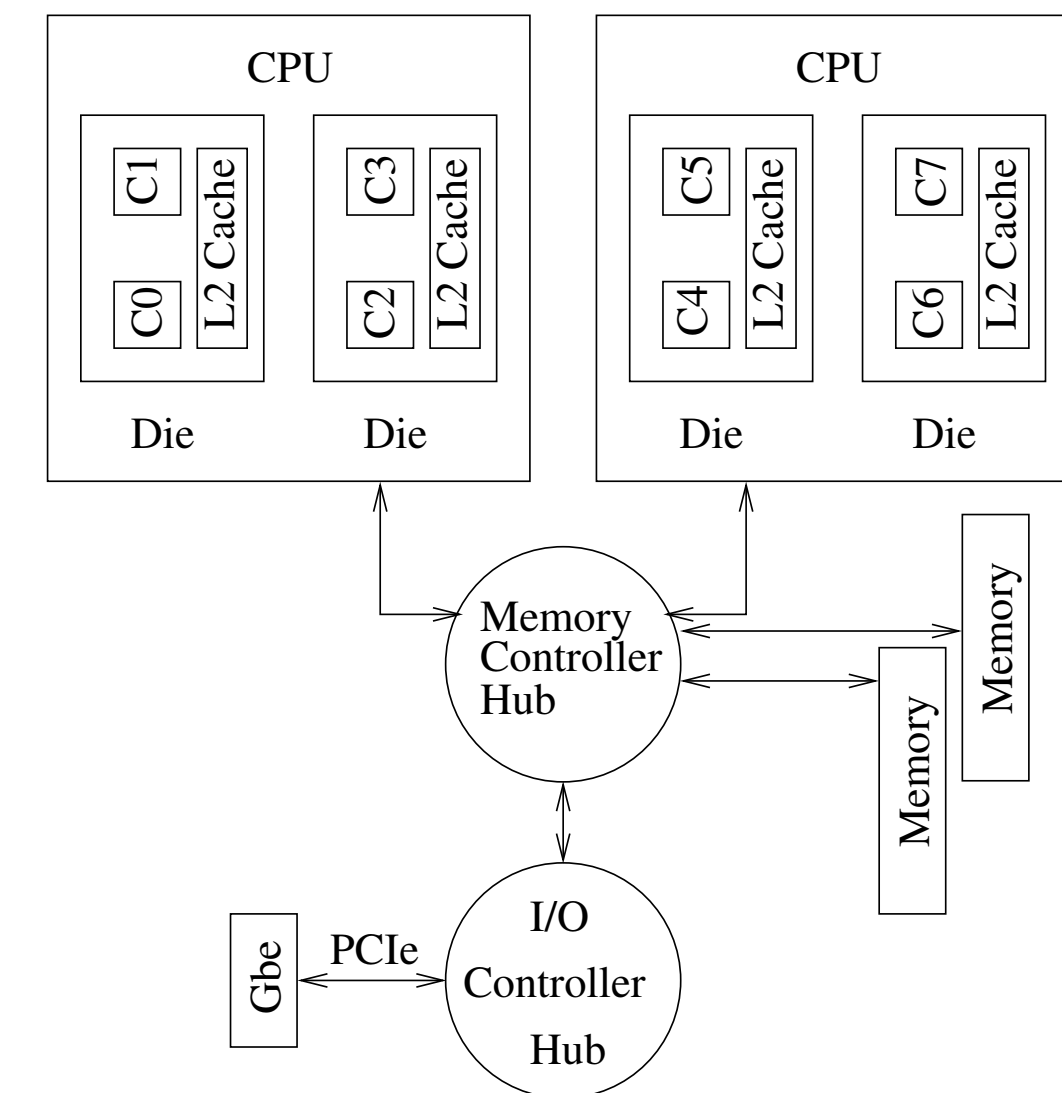 CPU
C1
C0
L2 Cache
C3
C2
L2 Cache
Die
Die
CPU
C5
C4
L2 Cache
C7
C6
L2 Cache
Die
Die
Memory
Controller
Hub
Memory
Memory
I/O
Controller
Hub
PCIe
Gbe